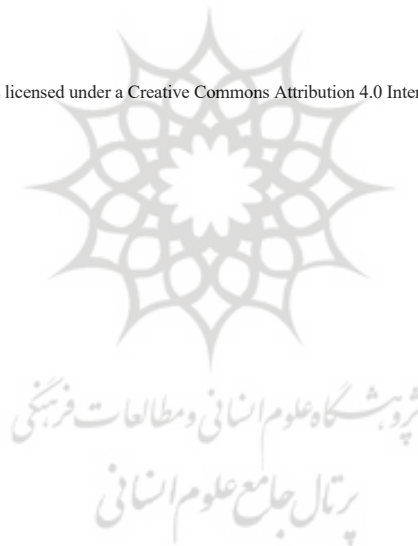 licensed under a Creative Commons Attribution 4.0 Inter
پژوهشگاه علوم انسانی و مطالعات فرهنگی
پرتال جامع علوم انسانی